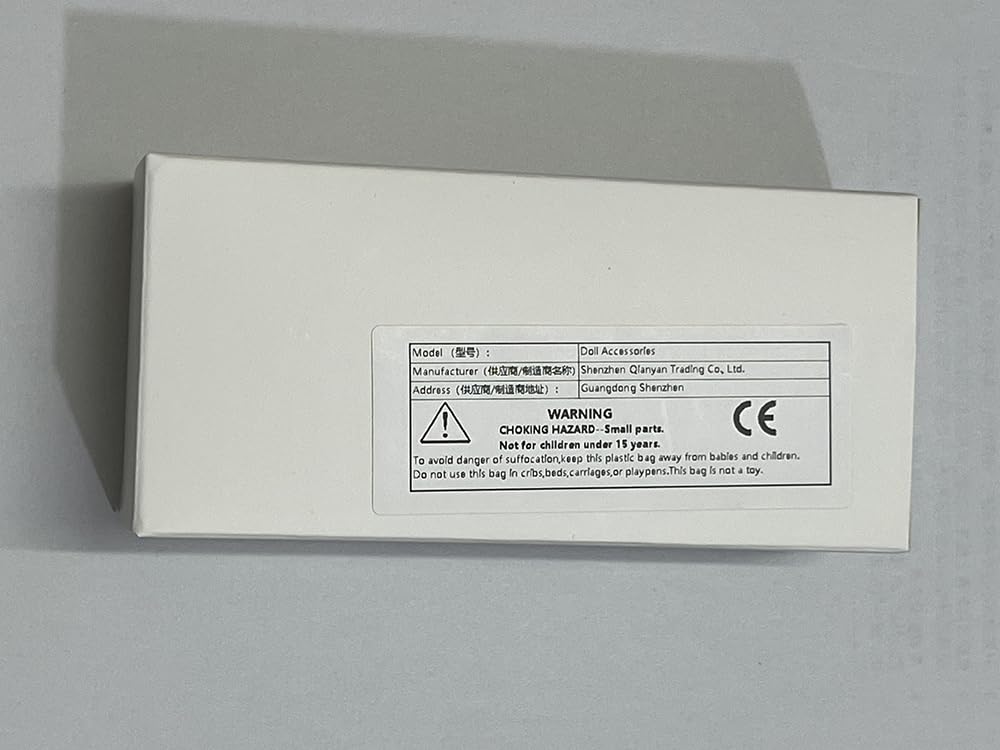 Model（型号）： Doll Accessories
Manufacturer（供应商/制造商名称） Shenzhen Qianyan Trading Co., Ltd.
Address（供应商/制造商地址）： Guangdong Shenzhen
WARNING
CHOKING HAZARD--Small parts.
Not for children under 15 years.
CE
To avoid danger of suffocation,keep this plastic bag away from babies and children.
Do not use this bag in cribs,beds,carriages,or playpens.This bag is not a toy.